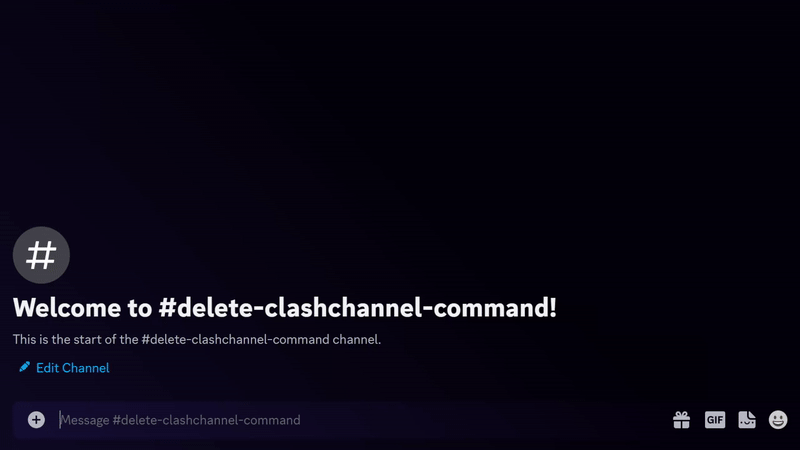 #
Welcome to #delete-clashchannel-command!
This is the start of the #delete-clashchannel-command channel.
Edit Channel
Message #delete-clashchannel-command
GIF